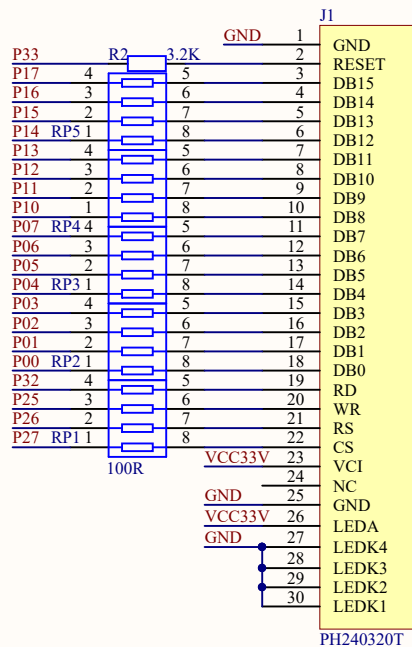 J1
GND 1 GND
P33 R2 3.2K 2 RESET
P17 4 5 3 DB15
P16 3 6 4 DB14
P15 2 7 5 DB13
P14 RP5 1 8 6 DB12
P13 4 5 7 DB11
P12 3 6 8 DB10
P11 2 7 9 DB9
P10 1 8 10 DB8
P07 RP4 4 5 11 DB7
P06 3 6 12 DB6
P05 2 7 13 DB5
P04 RP3 1 8 14 DB4
P03 4 5 15 DB3
P02 3 6 16 DB2
P01 2 7 17 DB1
P00 RP2 1 8 18 DB0
P32 4 5 19 RD
P25 3 6 20 WR
P26 2 7 21 RS
P27 RP1 1 8 22 CS
100R VCC33V 23 VCI
24 NC
GND 25 GND
VCC33V 26 LEDA
GND 27 LEDK4
28 LEDK3
29 LEDK2
30 LEDK1
PH240320T